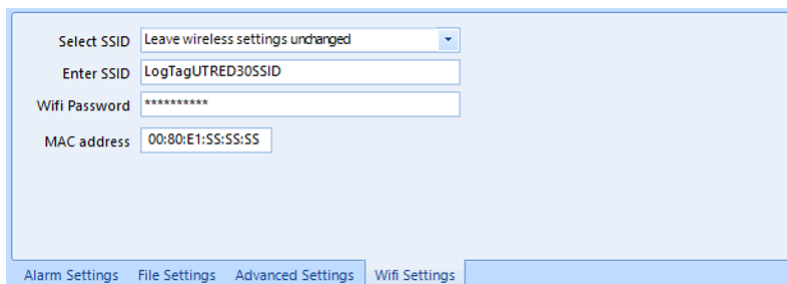 Select SSID Leave wireless settings unchanged
Enter SSID LogTagUTRED30SSID
Wifi Password **********
MAC address 00:80:E1:SS:SS:SS
Alarm Settings File Settings Advanced Settings Wifi Settings